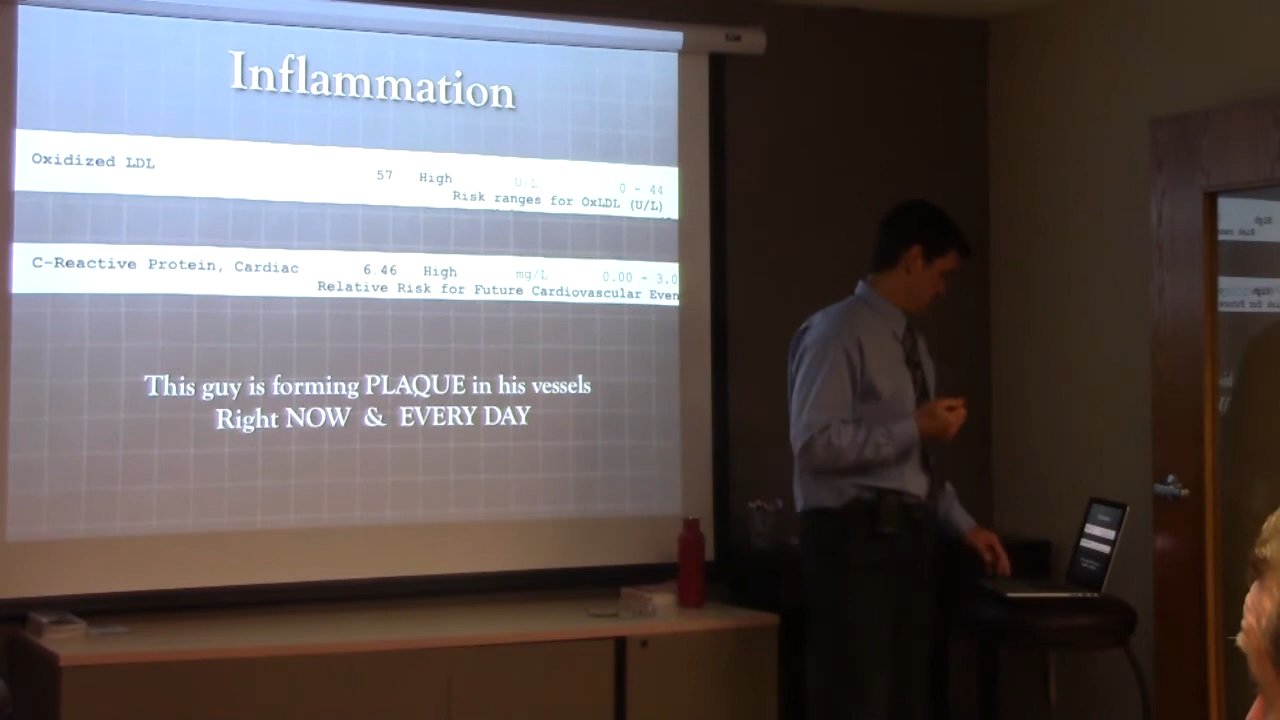 Inflammation
Oxidized LDL 57 High U/L 0 - 44
Risk ranges for OxLDL (U/L)
C-Reactive Protein, Cardiac 6.46 High mg/L 0.00 - 3.0
Relative Risk for Future Cardiovascular Even
This guy is forming PLAQUE in his vessels
Right NOW & EVERY DAY